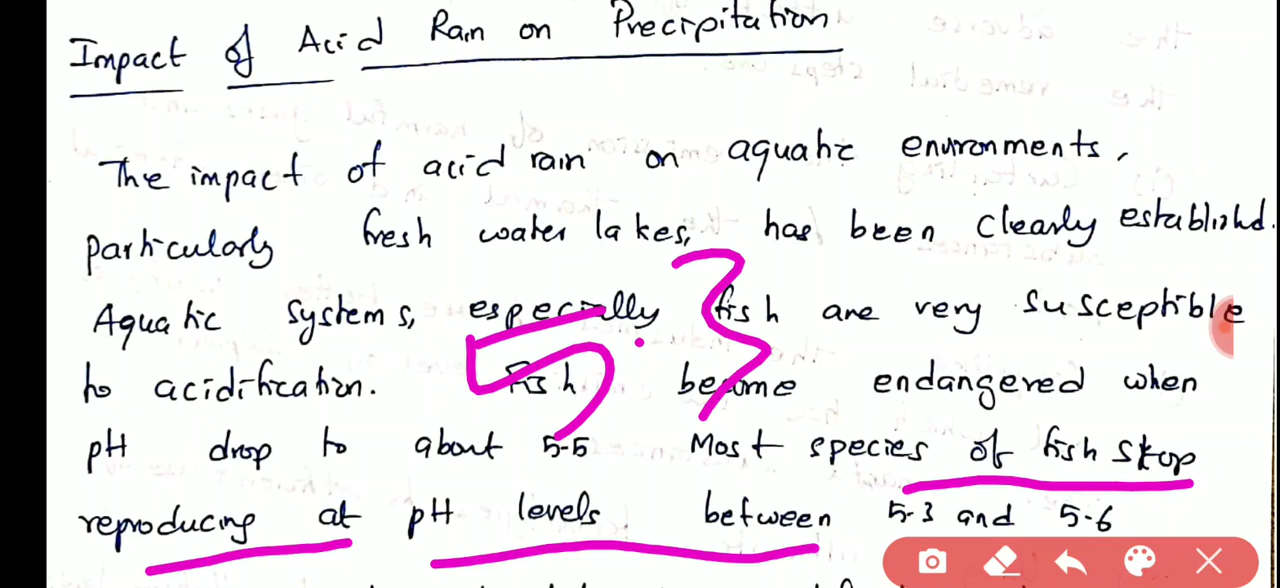 Impact of Acid Rain on Precipitation
The impact of acid rain on aquatic environments,
particularly fresh water lakes, has been clearly established.
Aquatic systems, especially fish are very susceptible
to acidification. Fish become endangered when
pH drop to about 5.5 Most species of fish stop
reproducing at pH levels between 5.3 and 5.6
5.3